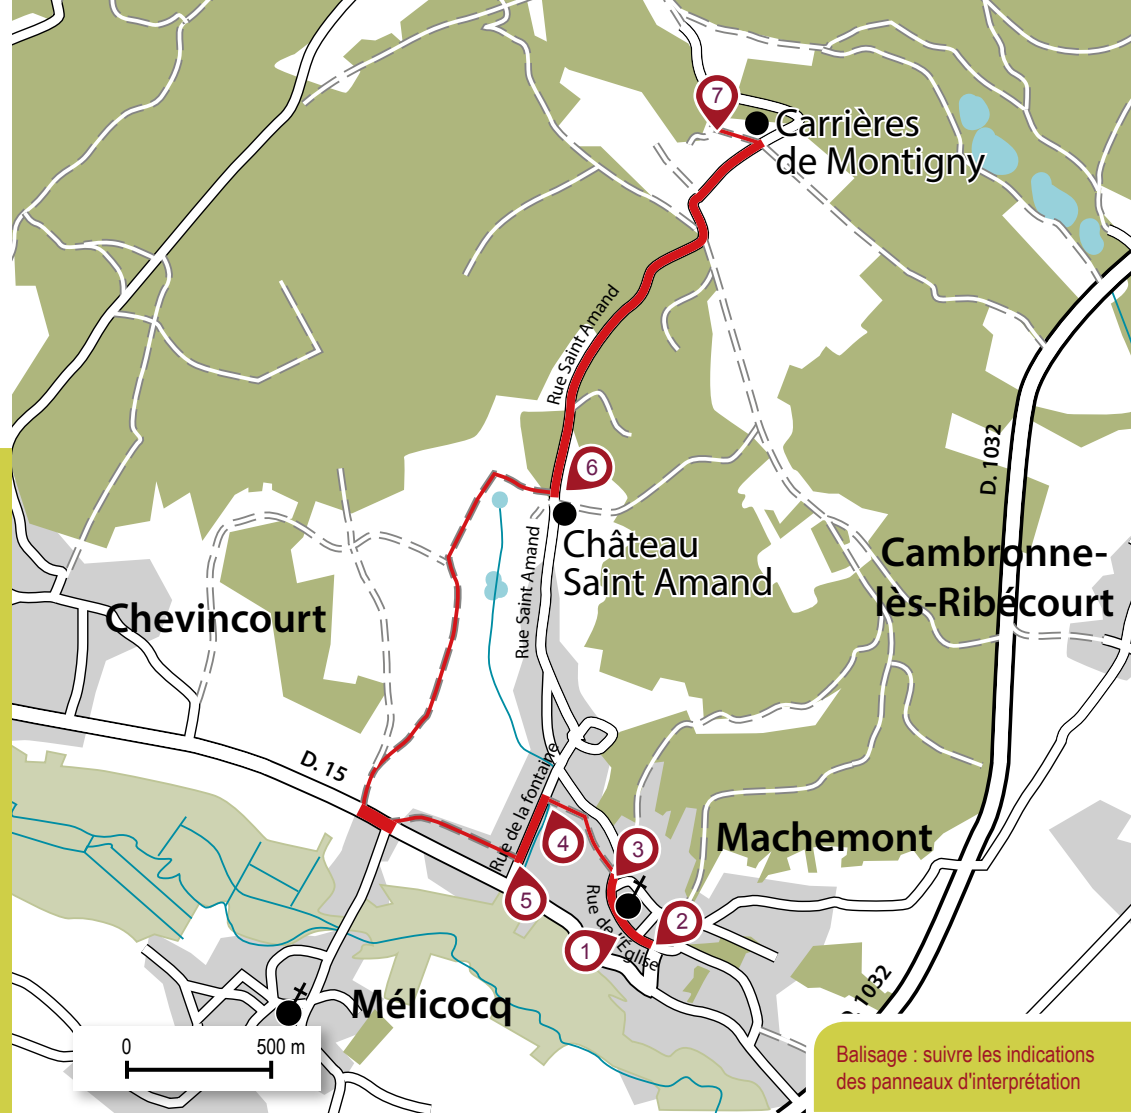 7
Carrières
de Montigny
Rue Saint Amand
D. 1032
6
Château
Saint Amand
Rue Saint Amand
Cambronne-
lès-Ribécourt
Chevincourt
D. 15
Rue de la fontaine
Machemont
4
3
5
Rue de l'Église
2
1
1032
Mélicocq
0 500 m
Balisage : suivre les indications
des panneaux d'interprétation